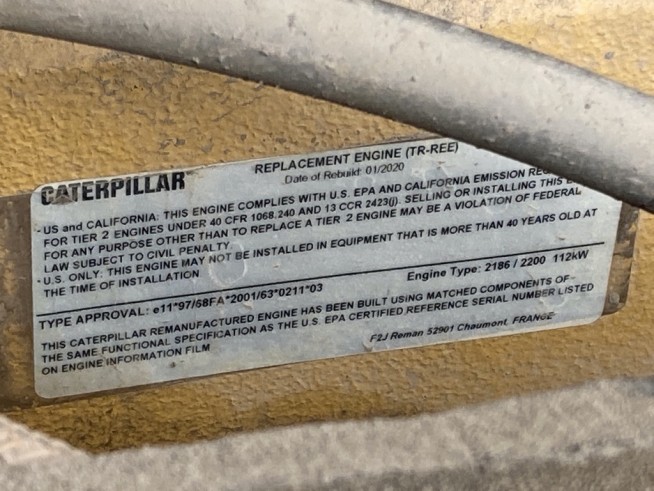 CATERPILLAR
REPLACEMENT ENGINE (TR-REE)
Date of Rebuild: 01/2020
- US and CALIFORNIA: THIS ENGINE COMPLIES WITH U.S. EPA AND CALIFORNIA EMISSION
FOR TIER 2 ENGINES UNDER 40 CFR 1068.240 AND 13 CCR 2423(j). SELLING OR INSTALLING THIS
FOR ANY PURPOSE OTHER THAN TO REPLACE A TIER 2 ENGINE MAY BE A VIOLATION OF FEDERAL
LAW SUBJECT TO CIVIL PENALTY
- U.S. ONLY: THIS ENGINE MAY NOT BE INSTALLED IN EQUIPMENT THAT IS MORE THAN 40 YEARS OLD AT
THE TIME OF INSTALLATION
TYPE APPROVAL: e11*97/68FA*2001/63*0211*03
Engine Type: 2186 / 2200 112kW
THIS CATERPILLAR REMANUFACTURED ENGINE HAS BEEN BUILT USING MATCHED COMPONENTS OF
THE SAME FUNCTIONAL SPECIFICATION AS THE U.S. EPA CERTIFIED REFERENCE SERIAL NUMBER LISTED
ON ENGINE INFORMATION FILM
F2J Reman 52901 Chaumont, FRANCE